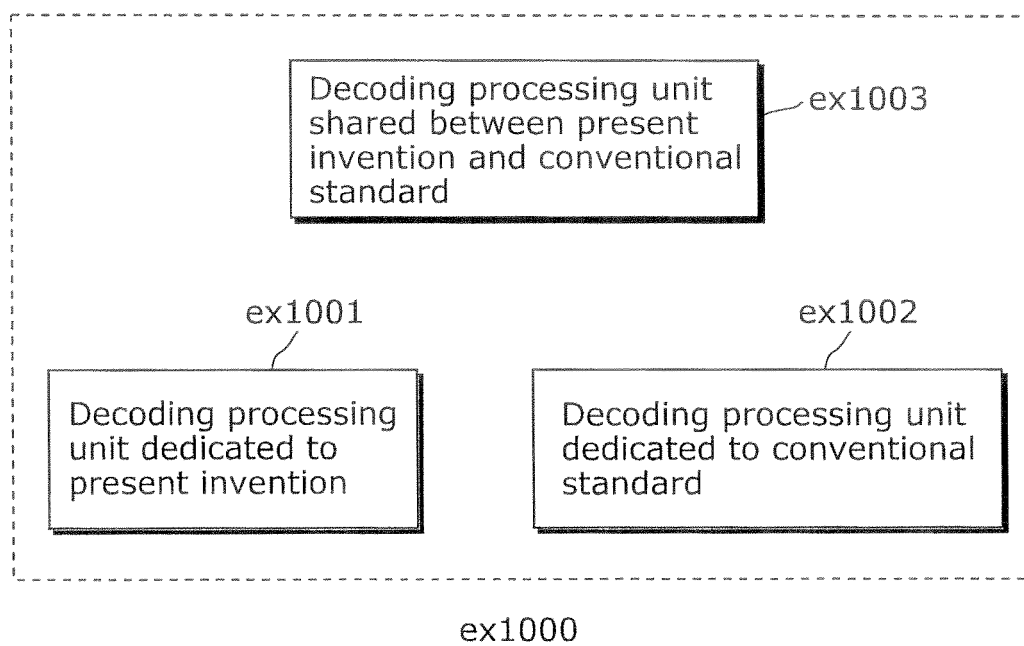 Decoding processing unit
shared between present
invention and conventional
standard
ex1003
ex1001
ex1002
Decoding processing
unit dedicated to
present invention
Decoding processing unit
dedicated to conventional
standard
ex1000